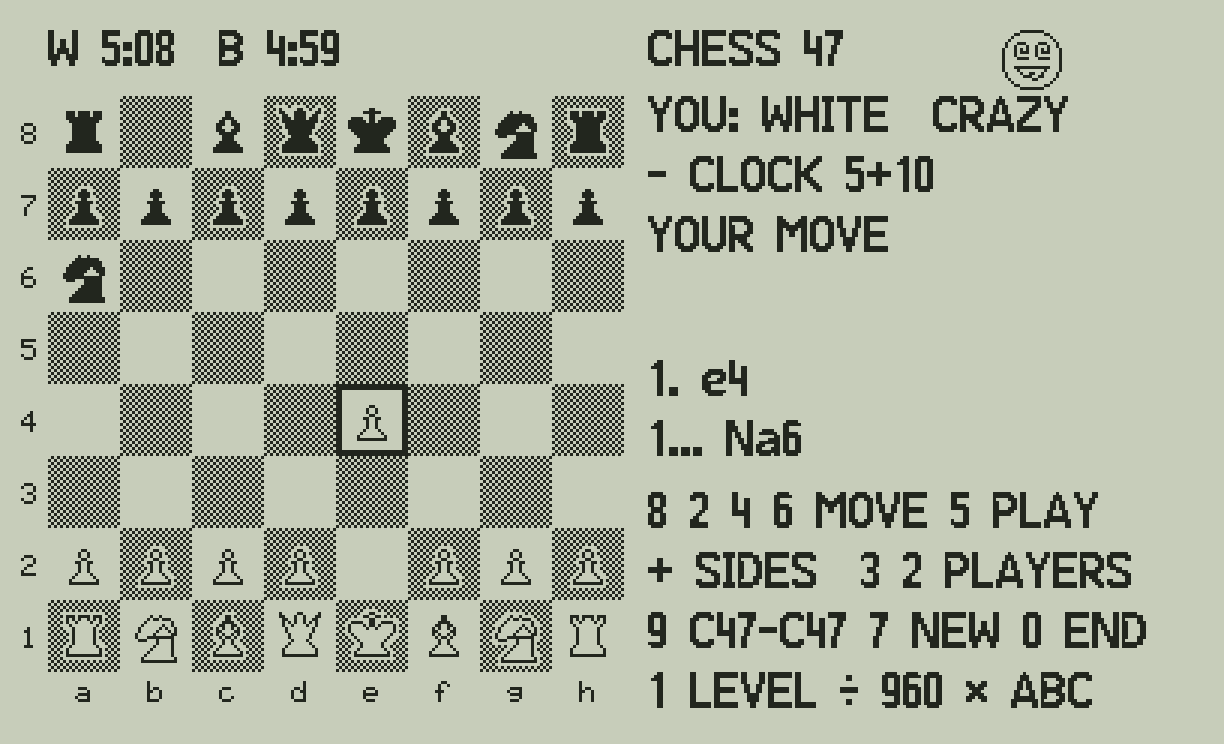 W 5:08 B 4:59
8
7
6
5
4
3
2
1
a b c d e f g h
CHESS 47
YOU: WHITE CRAZY
- CLOCK 5+10
YOUR MOVE
1. e4
1... Na6
8 2 4 6 MOVE 5 PLAY
+ SIDES 3 2 PLAYERS
9 C47-C47 7 NEW 0 END
1 LEVEL ÷ 960 × ABC